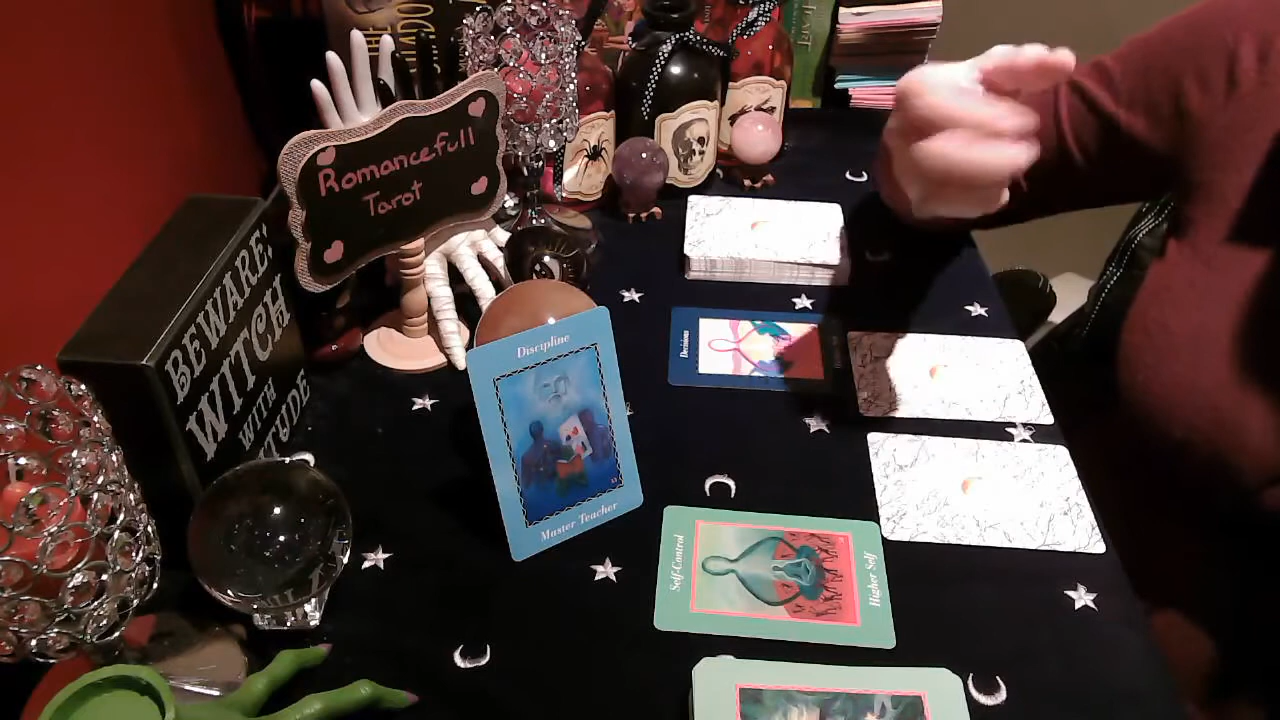 Romancefull
Tarot
BEWARE:
WITCH
WITH
Discipline
Master Teacher
Decisions
Self-Control
Higher Self